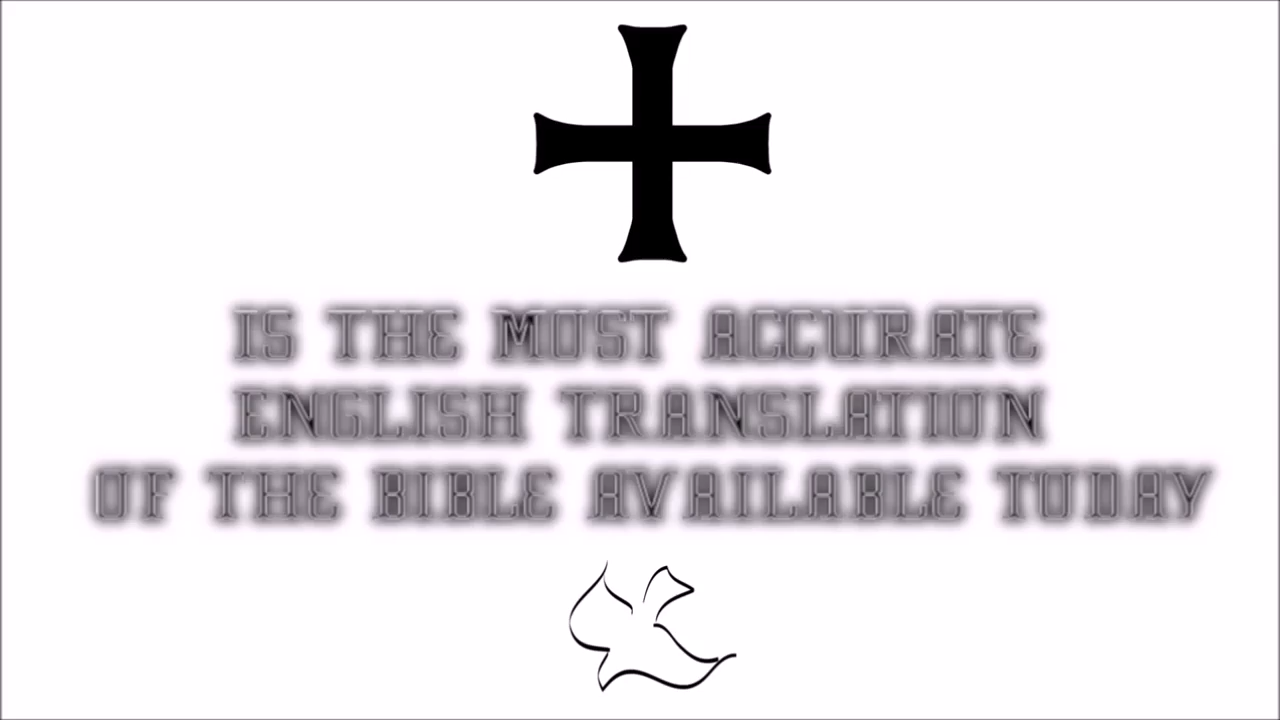 IS THE MOST ACCURATE
ENGLISH TRANSLATION
OF THE BIBLE AVAILABLE TODAY